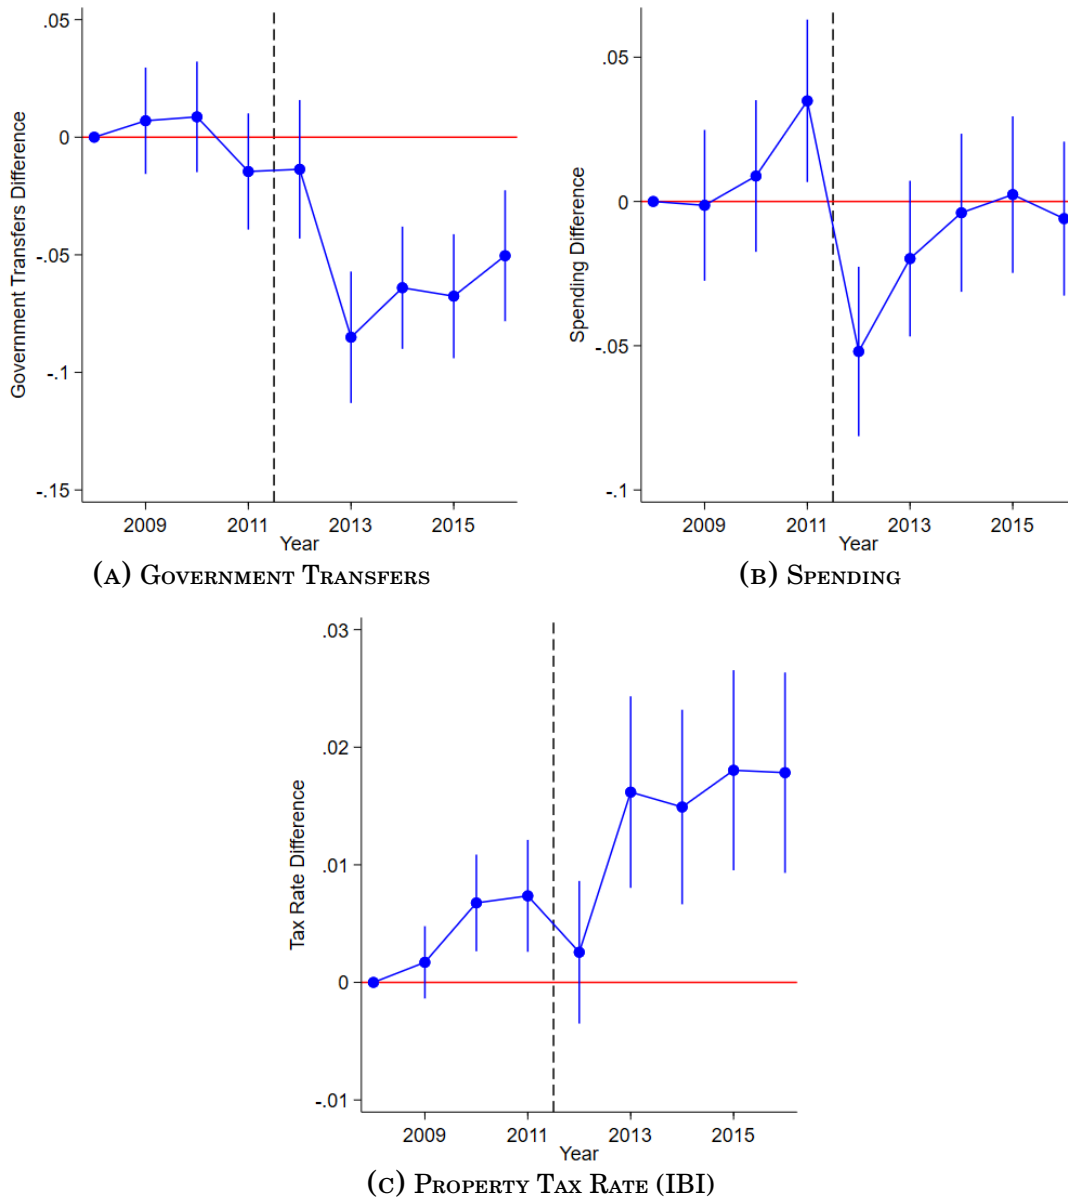 Government Transfers Difference
.05
0
-.05
-.1
-.15
2009 2011 2013 2015
Year
(A) Government Transfers
Spending Difference
.05
0
-.05
-.1
2009 2011 2013 2015
Year
(B) Spending
Tax Rate Difference
.03
.02
.01
0
-.01
2009 2011 2013 2015
Year
(C) Property Tax Rate (IBI)